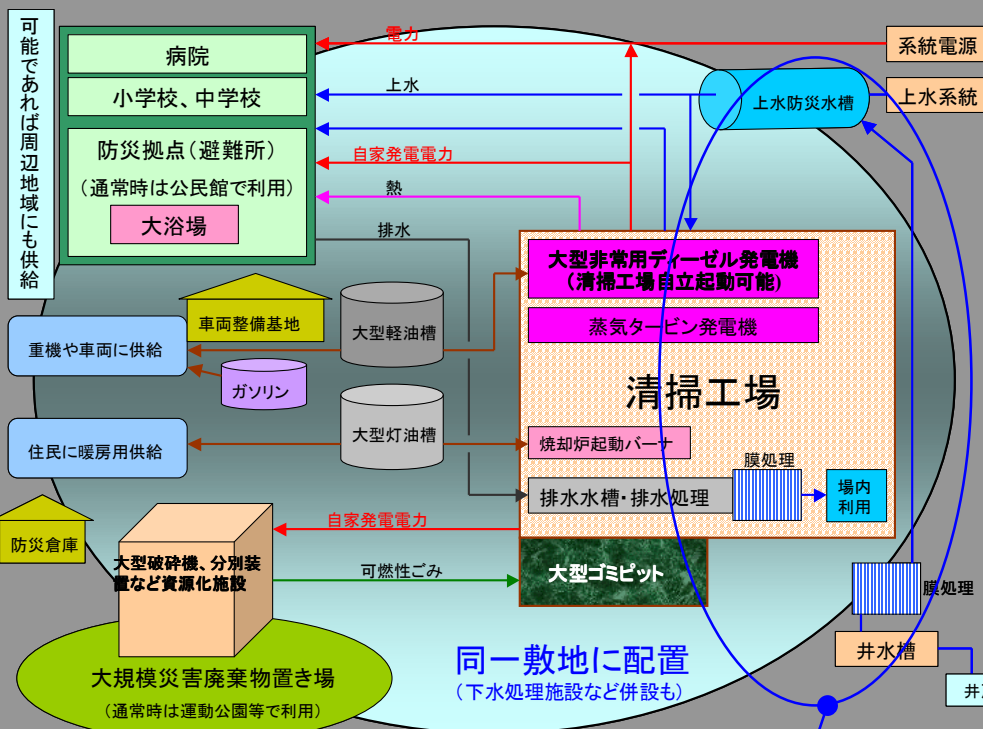 可能であれば周辺地域にも供給
病院
小学校、中学校
防災拠点（避難所）
（通常時は公民館で利用）
大浴場
電力
上水
自家発電電力
熱
排水
系統電源
上水防災水槽
上水系統
大型非常用ディーゼル発電機
（清掃工場自立起動可能）
蒸気タービン発電機
清掃工場
車両整備基地
大型軽油槽
重機や車両に供給
ガソリン
大型灯油槽
住民に暖房用供給
焼却炉起動バーナ
膜処理
排水水槽・排水処理
場内
利用
防災倉庫
自家発電電力
大型破砕機、分別装
置など資源化施設
可燃性ごみ
大型ゴミピット
膜処理
井水槽
同一敷地に配置
（下水処理施設など併設も）
大規模災害廃棄物置き場
（通常時は運動公園等で利用）